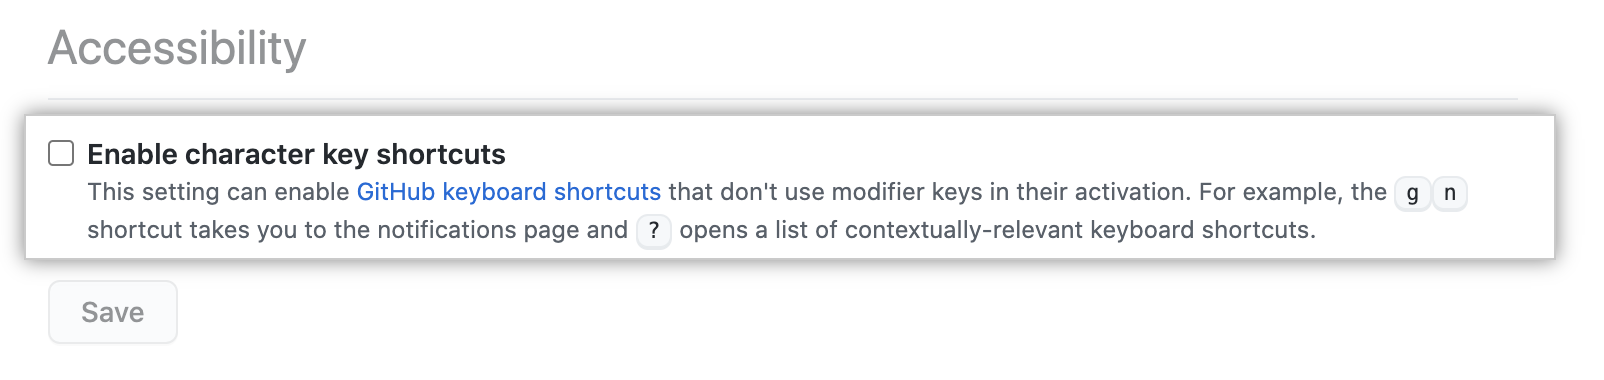 Accessibility
Enable character key shortcuts
This setting can enable GitHub keyboard shortcuts that don't use modifier keys in their activation. For example, the g n
shortcut takes you to the notifications page and ? opens a list of contextually-relevant keyboard shortcuts.
Save